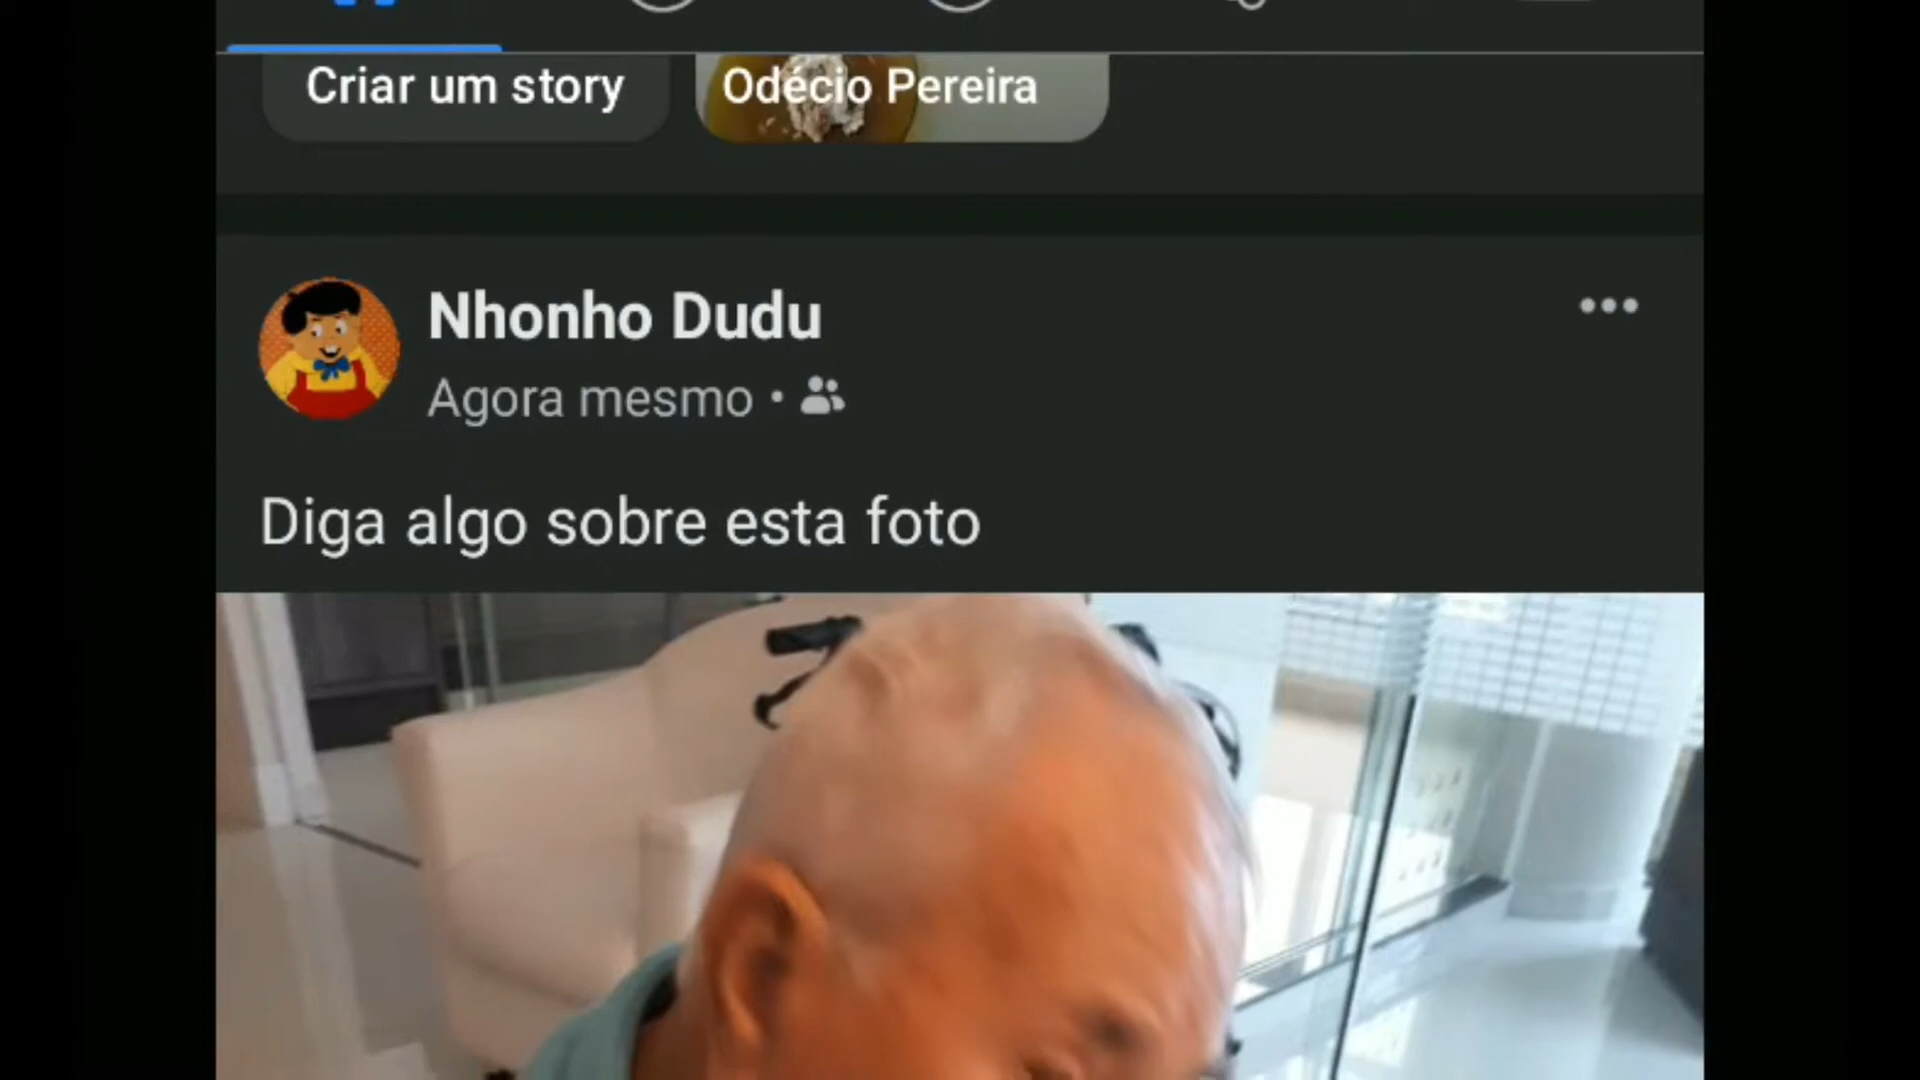 Criar um story
Odécio Pereira
Nhonho Dudu
Agora mesmo •
Diga algo sobre esta foto